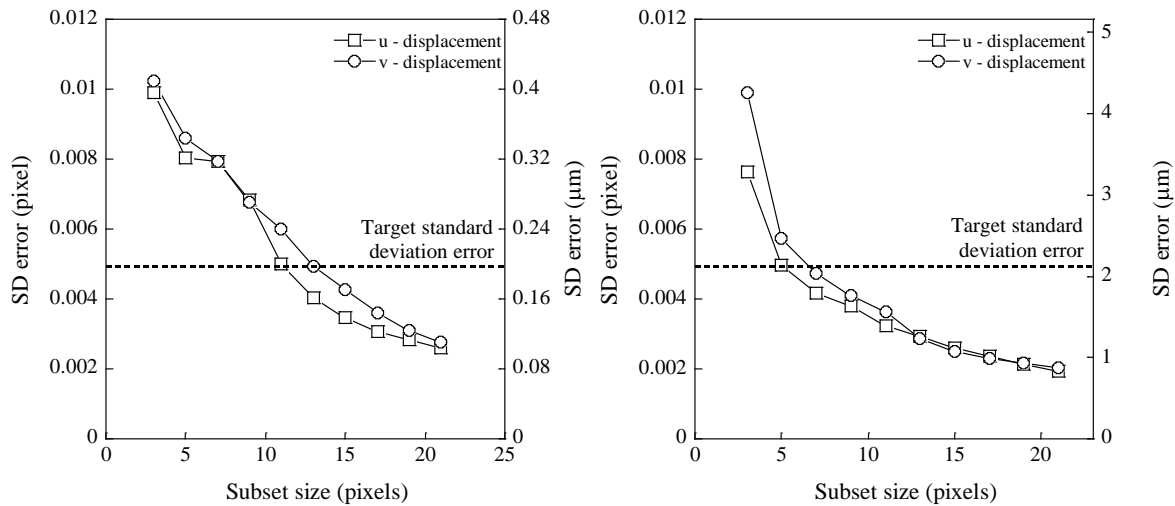 0.012
0.01
0.008
0.006
0.004
0.002
0
SD error (pixel)
0 5 10 15 20 25
Subset size (pixels)
0.48
0.4
0.32
0.24
0.16
0.08
0
SD error (μm)
u - displacement
v - displacement
Target standard
deviation error
0.012
0.01
0.008
0.006
0.004
0.002
0
SD error (pixel)
0 5 10 15 20
Subset size (pixels)
5
4
3
2
1
0
SD error (μm)
u - displacement
v - displacement
Target standard
deviation error